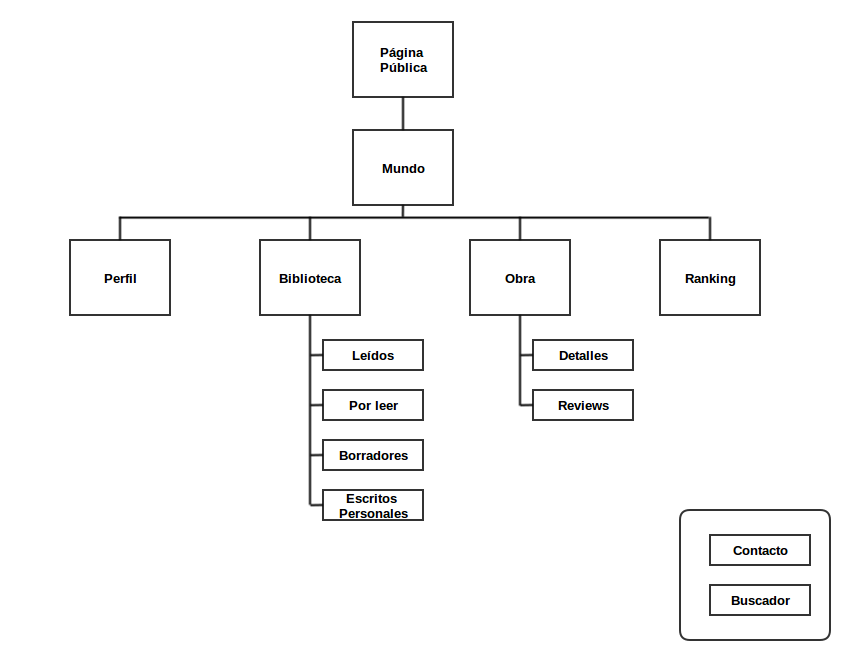 Página
Pública
Mundo
Perfil
Biblioteca
Obra
Ranking
Leídos
Por leer
Borradores
Escritos
Personales
Detalles
Reviews
Contacto
Buscador